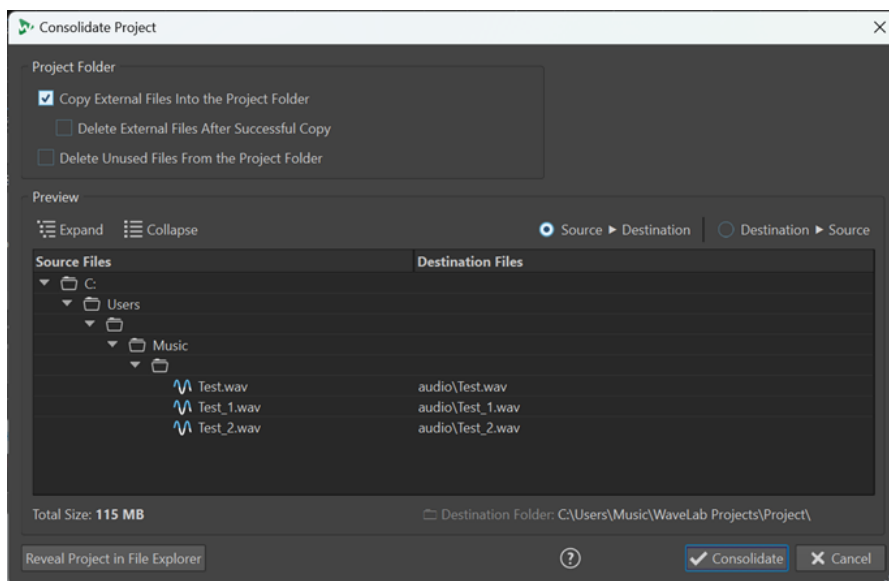 Consolidate Project
Project Folder
Copy External Files Into the Project Folder
Delete External Files After Successful Copy
Delete Unused Files From the Project Folder
Preview
Expand Collapse Source ▶ Destination Destination ▶ Source
Source Files Destination Files
C:
Users
Music
Test.wav audio\Test.wav
Test_1.wav audio\Test_1.wav
Test_2.wav audio\Test_2.wav
Total Size: 115 MB Destination Folder: C:\Users\Music\WaveLab Projects\Project\
Reveal Project in File Explorer ? Consolidate Cancel